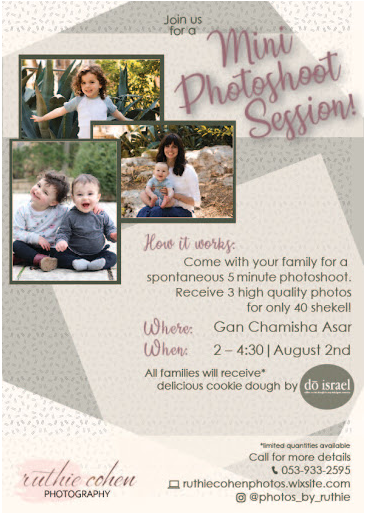 Join us
for a
Mini
Photoshoot
Session!
How it works:
Come with your family for a
spontaneous 5 minute photoshoot.
Receive 3 high quality photos
for only 40 shekel!
Where: Gan Chamisha Asar
When: 2 – 4:30 | August 2nd
All families will receive*
delicious cookie dough by dō israel
*limited quantities available
Call for more details
053-933-2595
ruthiecohenphotos.wixsite.com
@photos_by_ruthie
ruthie cohen
PHOTOGRAPHY